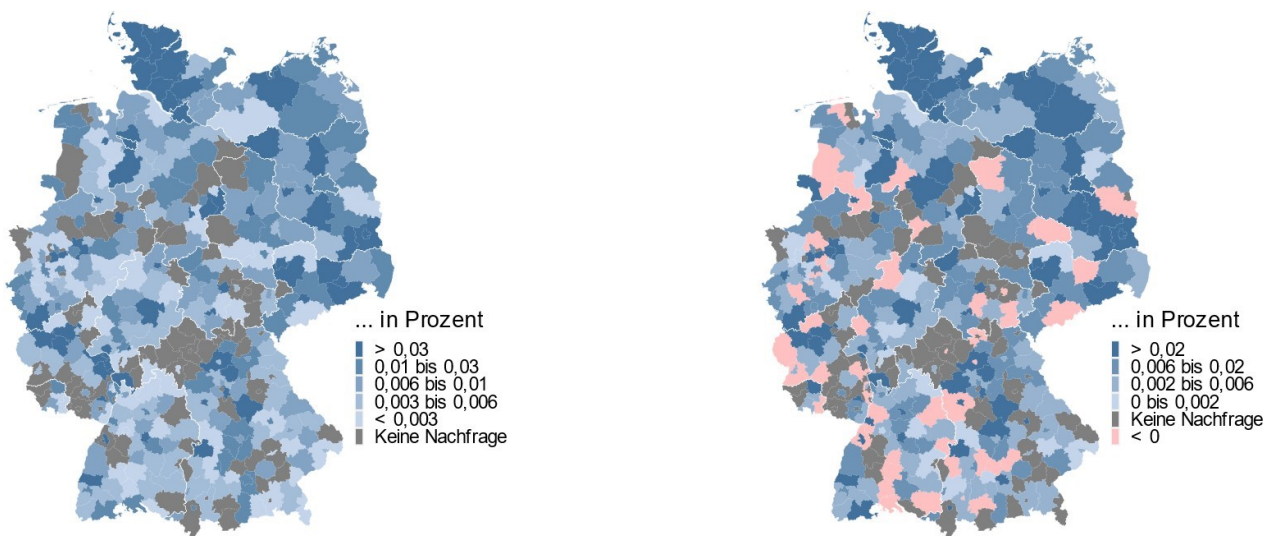 ... in Prozent
> 0,03
0,01 bis 0,03
0,006 bis 0,01
0,003 bis 0,006
< 0,003
Keine Nachfrage
... in Prozent
> 0,02
0,006 bis 0,02
0,002 bis 0,006
0 bis 0,002
Keine Nachfrage
< 0